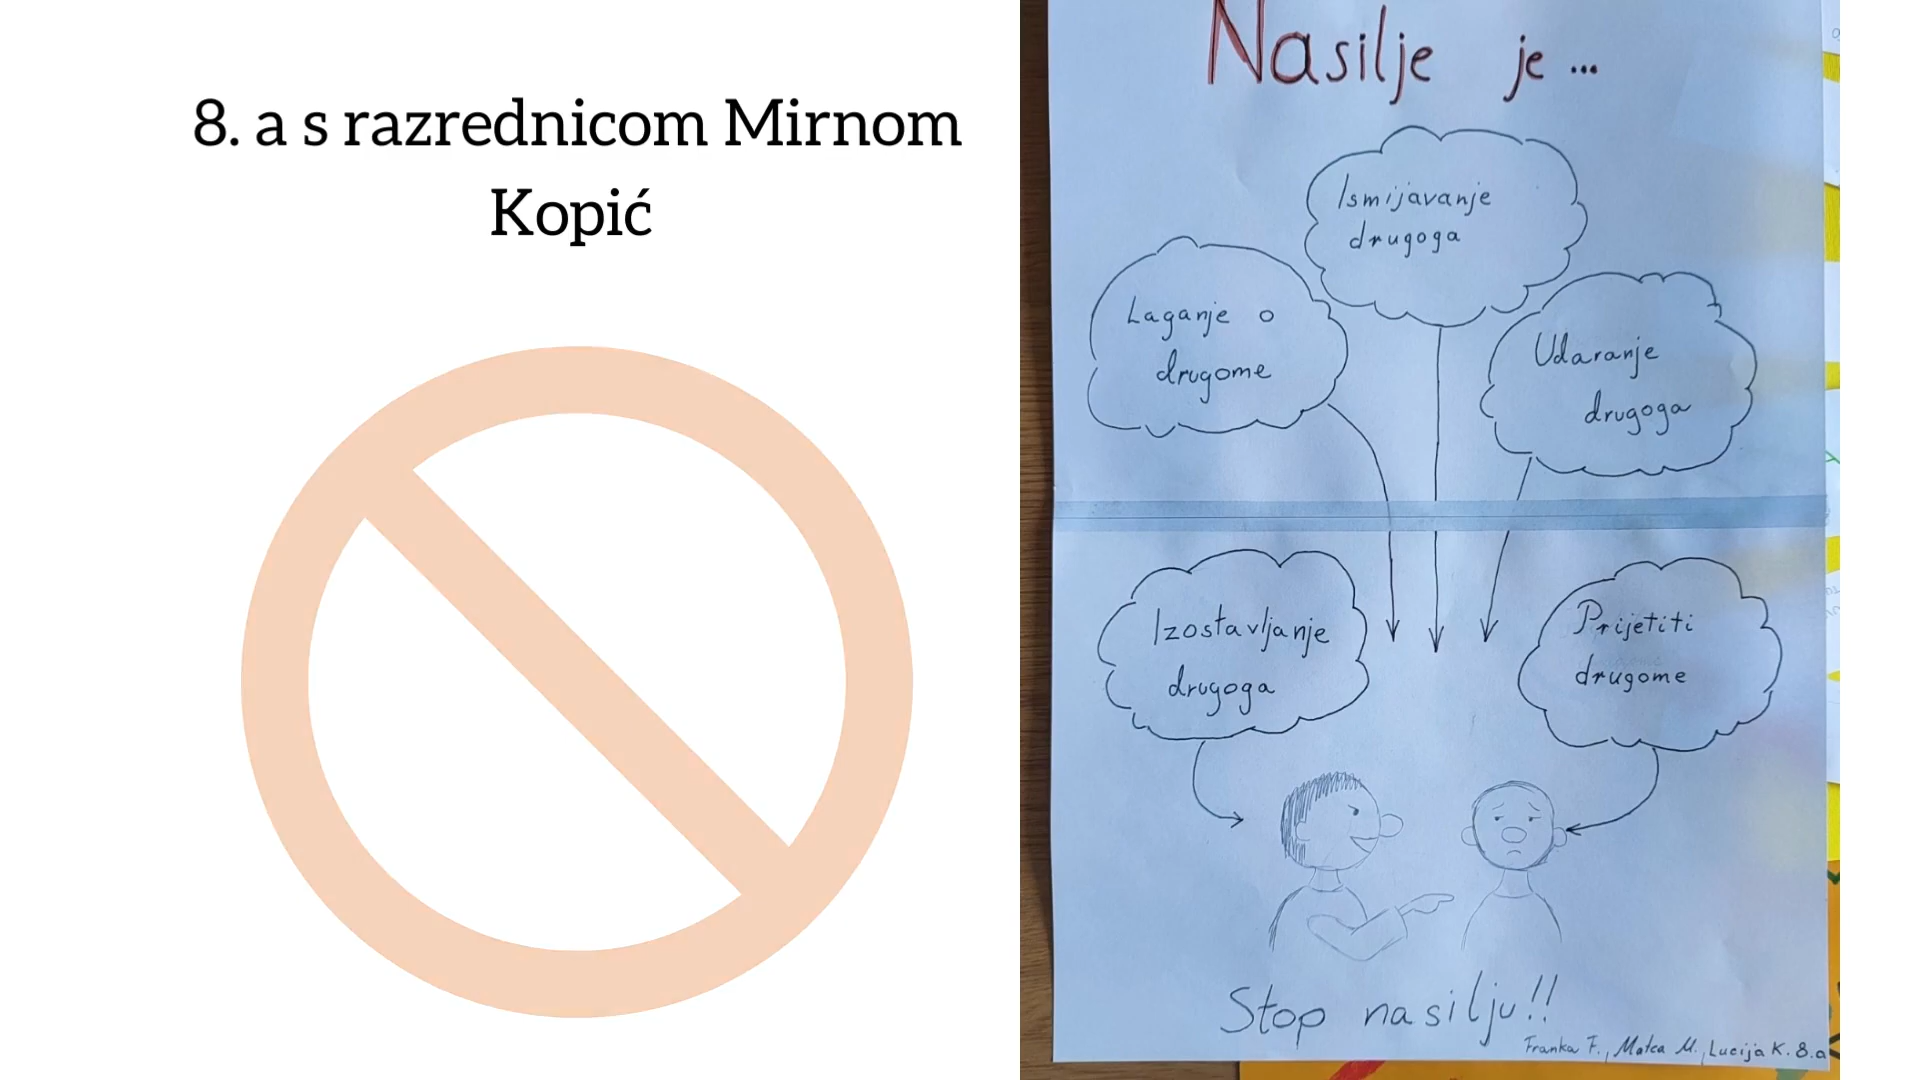 8. a s razrednicom Mirnom
Kopić
Nasilje je...
Ismijavanje
drugoga
Laganje o
drugome
Udaranje
drugoga
Izostavljanje
drugoga
Prijetiti
drugome
Stop nasilju!!
Franka F., Matea M., Lucija K. 8.a